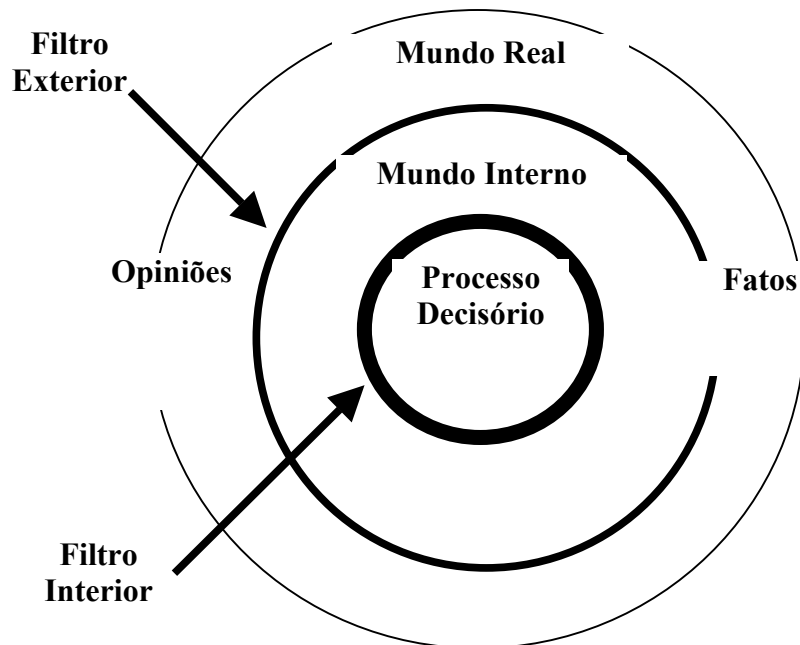 Filtro
Exterior
Mundo Real
Mundo Interno
Opiniões
Processo
Decisório
Fatos
Filtro
Interior